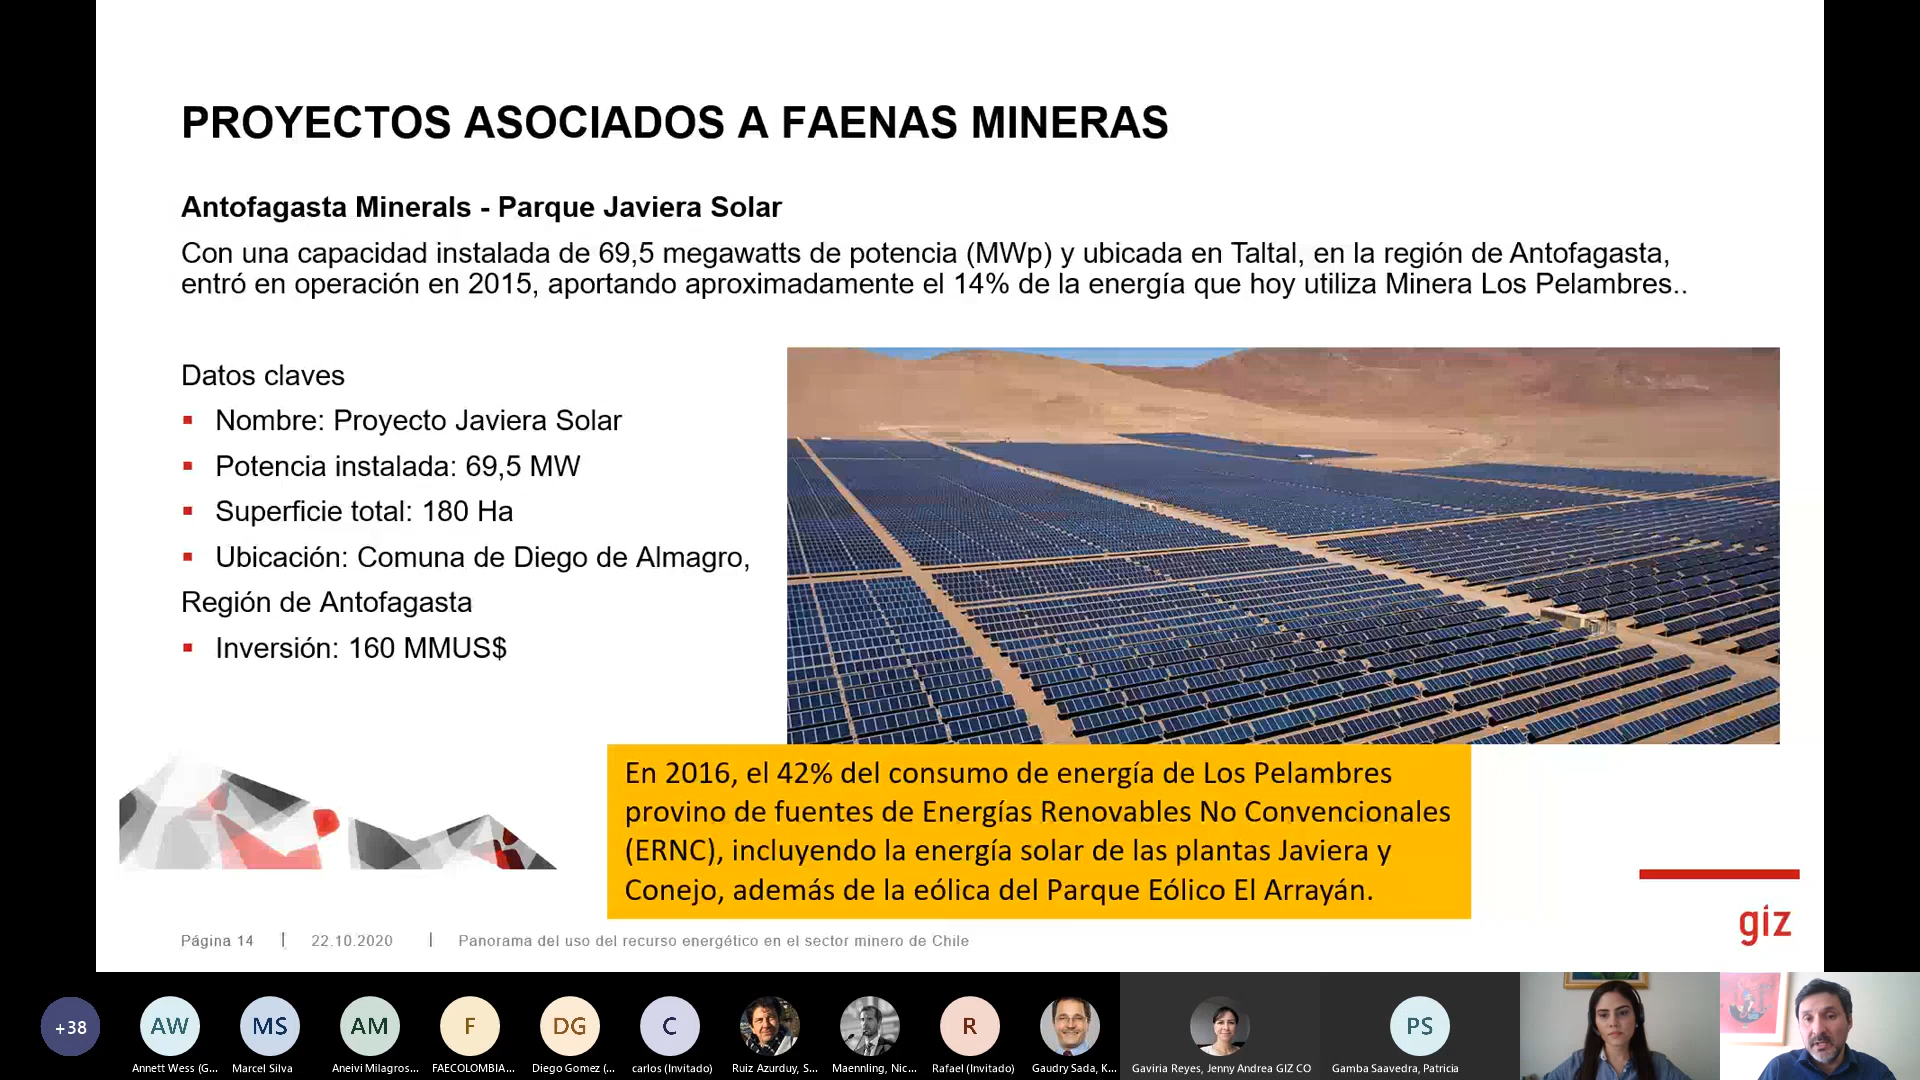 PROYECTOS ASOCIADOS A FAENAS MINERAS
Antofagasta Minerals - Parque Javiera Solar
Con una capacidad instalada de 69,5 megawatts de potencia (MWp) y ubicada en Taltal, en la región de Antofagasta,
entró en operación en 2015, aportando aproximadamente el 14% de la energía que hoy utiliza Minera Los Pelambres..
Datos claves
▪ Nombre: Proyecto Javiera Solar
▪ Potencia instalada: 69,5 MW
▪ Superficie total: 180 Ha
▪ Ubicación: Comuna de Diego de Almagro,
Región de Antofagasta
▪ Inversión: 160 MMUS$
En 2016, el 42% del consumo de energía de Los Pelambres
provino de fuentes de Energías Renovables No Convencionales
(ERNC), incluyendo la energía solar de las plantas Javiera y
Conejo, además de la eólica del Parque Eólico El Arrayán.
giz
Página 14 | 22.10.2020 | Panorama del uso del recurso energético en el sector minero de Chile
+38
AW
MS
AM
F
DG
C
R
PS
Annett Wess (G...
Marcel Silva
Aneivi Milagros...
FAECOLOMBIA...
Diego Gomez (...
carlos (Invitado)
Ruiz Azurduy, S...
Maennling, Nic...
Rafael (Invitado)
Gaudry Sada, K...
Gaviria Reyes, Jenny Andrea GIZ CO
Gamba Saavedra, Patricia